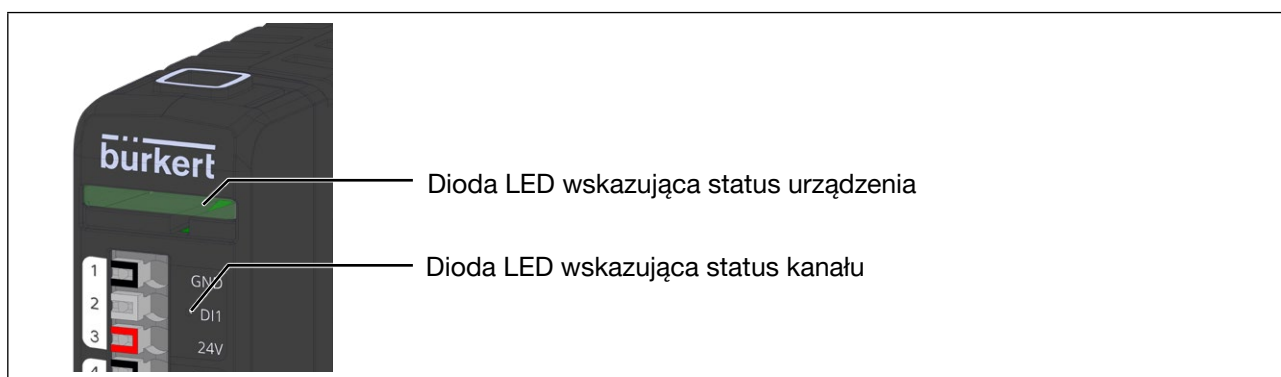 bürkert
Dioda LED wskazująca status urządzenia
Dioda LED wskazująca status kanału
1
GND
2
DI1
3
24V
4